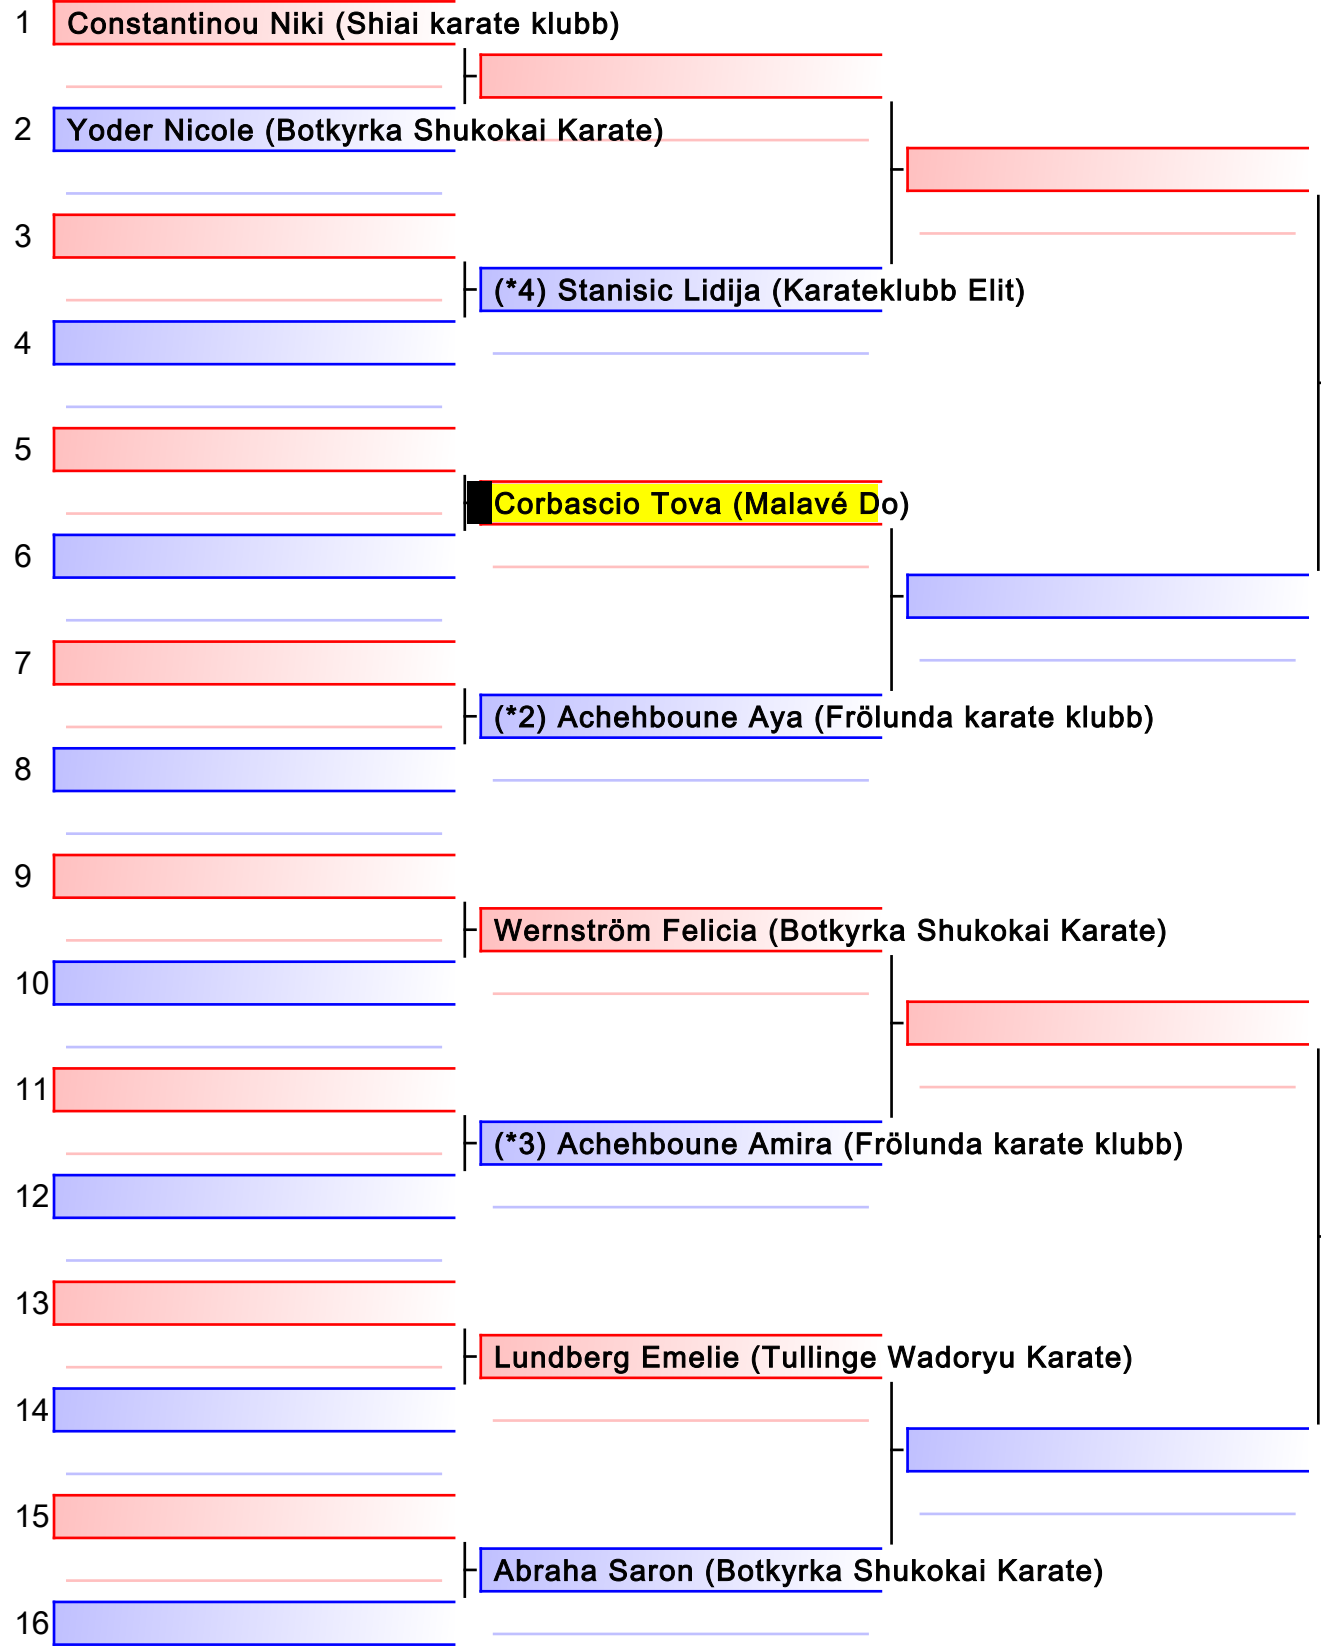 1 Constantinou Niki (Shiai karate klubb)
2 Yoder Nicole (Botkyrka Shukokai Karate)
3
(*4) Stanisic Lidija (Karateklubb Elit)
4
5
Corbascio Tova (Malavé Do)
6
7
(*2) Achehboune Aya (Frölunda karate klubb)
8
9
Wernström Felicia (Botkyrka Shukokai Karate)
10
11
(*3) Achehboune Amira (Frölunda karate klubb)
12
13
Lundberg Emelie (Tullinge Wadoryu Karate)
14
15
Abraha Saron (Botkyrka Shukokai Karate)
16